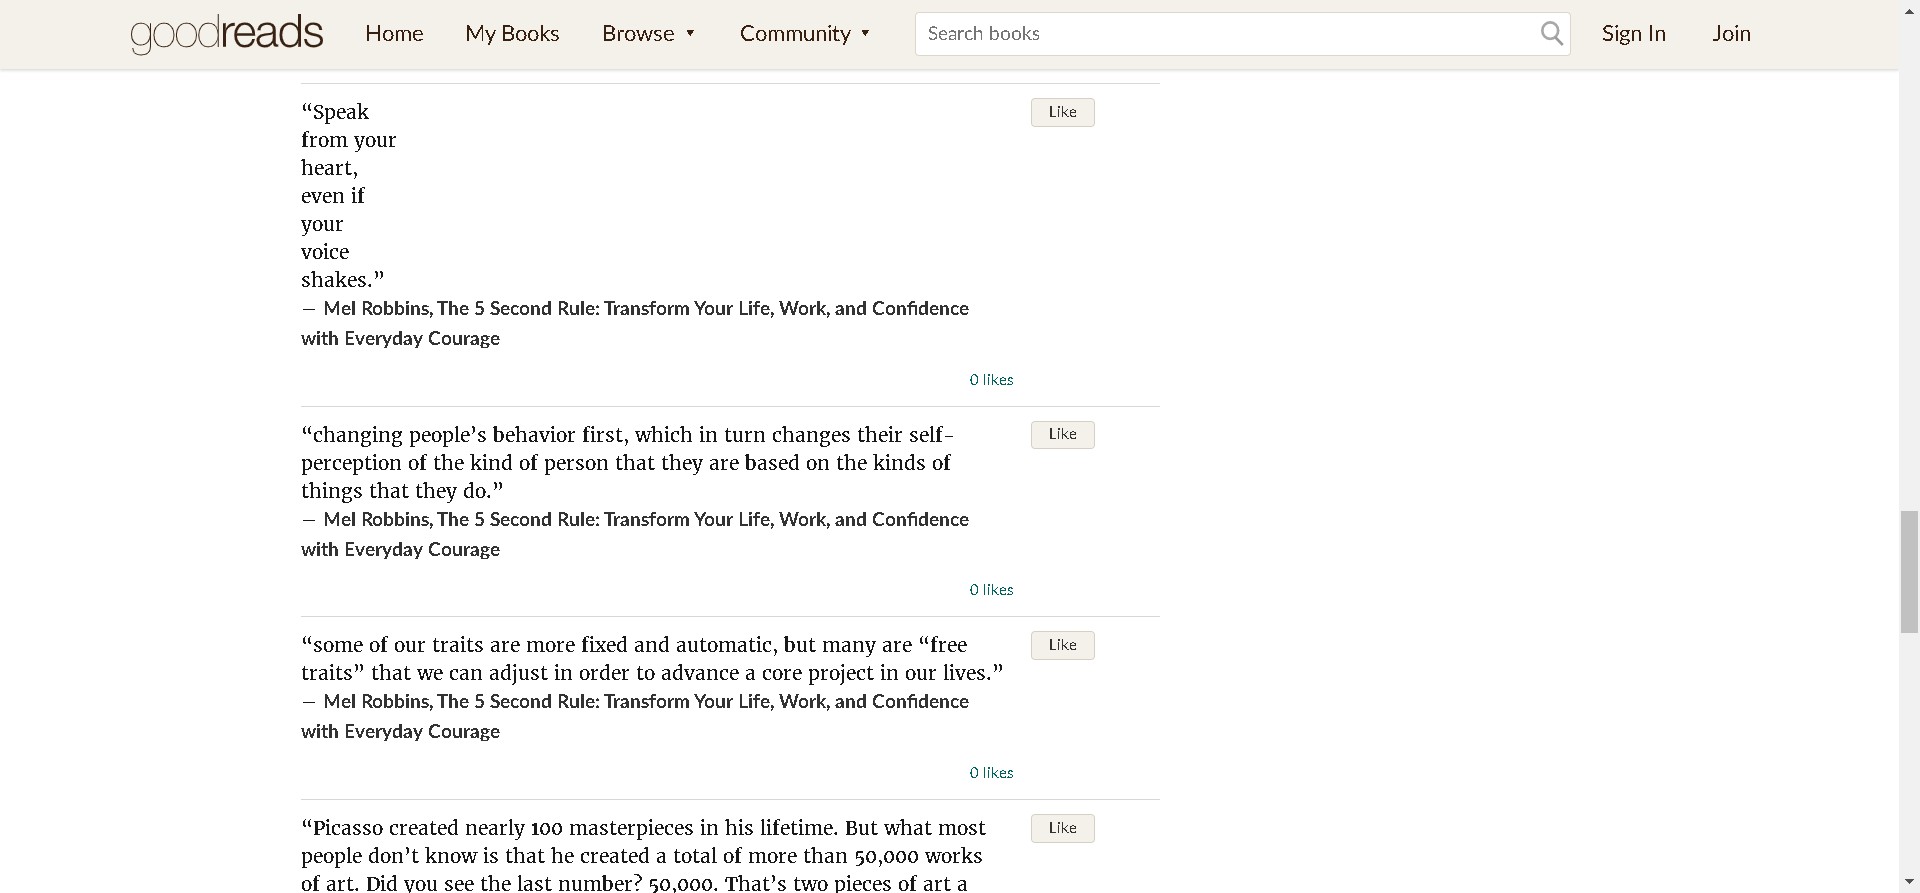 goodreads Home My Books Browse ▼ Community ▼ Search books Sign In Join
“Speak Like
from your
heart,
even if
your
voice
shakes.”
― Mel Robbins, The 5 Second Rule: Transform Your Life, Work, and Confidence
with Everyday Courage
0 likes
“changing people’s behavior first, which in turn changes their self- Like
perception of the kind of person that they are based on the kinds of
things that they do.”
― Mel Robbins, The 5 Second Rule: Transform Your Life, Work, and Confidence
with Everyday Courage
0 likes
“some of our traits are more fixed and automatic, but many are “free Like
traits” that we can adjust in order to advance a core project in our lives.”
― Mel Robbins, The 5 Second Rule: Transform Your Life, Work, and Confidence
with Everyday Courage
0 likes
“Picasso created nearly 100 masterpieces in his lifetime. But what most Like
people don’t know is that he created a total of more than 50,000 works
of art. Did you see the last number? 50,000. That’s two pieces of art a